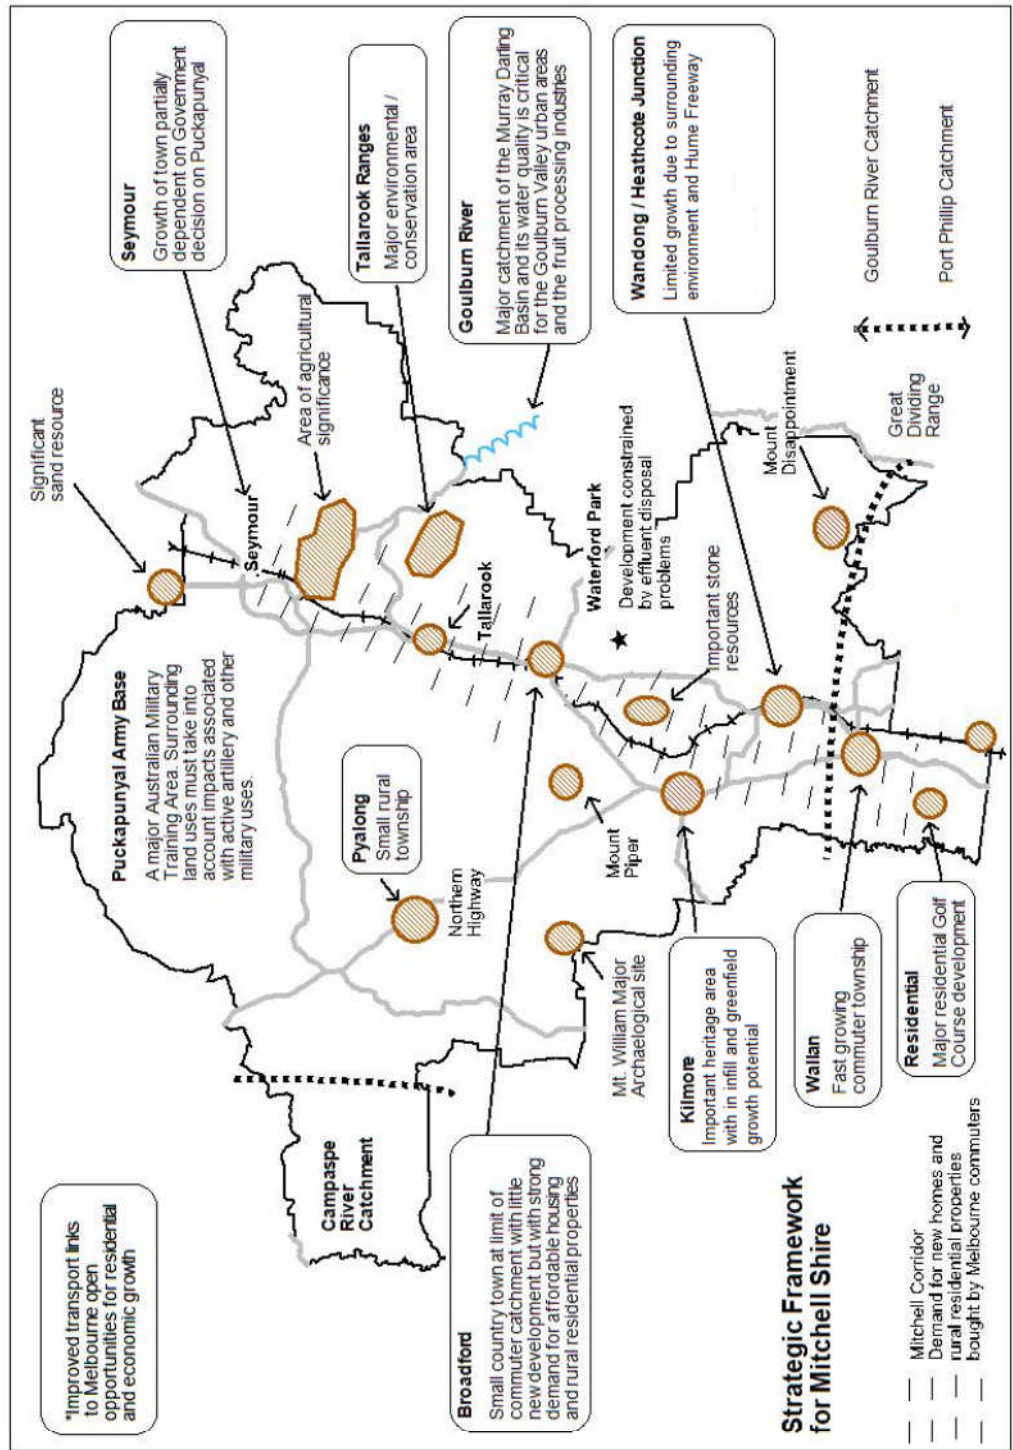 *Improved transport links
to Melbourne open
opportunities for residential
and economic growth
Campaspe
River
Catchment
Puckapunyal Army Base
A major Australian Military
Training Area. Surrounding
land uses must take into
account impacts associated
with active artillery and other
military uses.
Significant
sand resource
Seymour
Growth of town partially
dependent on Government
decision on Puckapunyal
Seymour
Area of agricultural
significance
Tallarook Ranges
Major environmental /
conservation area
Pyalong
Small rural
township
Northern
Highway
Tallarook
Goulburn River
Major catchment of the Murray Darling
Basin and its water quality is critical
for the Goulburn Valley urban areas
and the fruit processing industries
Broadford
Small country town at limit of
commuter catchment with little
new development but with strong
demand for affordable housing
and rural residential properties
Mt. William Major
Archaelogical site
Mount
Piper
Waterford Park
Development constrained
by effluent disposal
problems
Important stone
resources
Wandong / Heathcote Junction
Limited growth due to surrounding
environment and Hume Freeway
Kilmore
Important heritage area
with in infill and greenfield
growth potential
Mount
Disappointment
Wallan
Fast growing
commuter township
Great
Dividing
Range
Goulburn River Catchment
Port Phillip Catchment
Residential
Major residential Golf
Course development
Strategic Framework
for Mitchell Shire
Mitchell Corridor
Demand for new homes and
rural residential properties
bought by Melbourne commuters